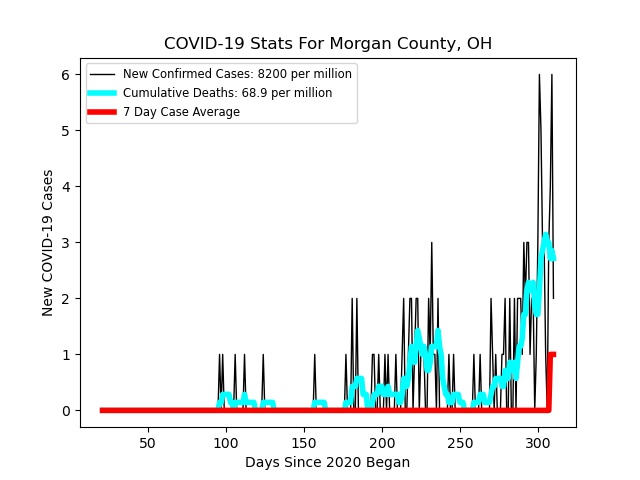 COVID-19 Stats For Morgan County, OH
New Confirmed Cases: 8200 per million
Cumulative Deaths: 68.9 per million
7 Day Case Average
New COVID-19 Cases
6
5
4
3
2
1
0
50 100 150 200 250 300
Days Since 2020 Began